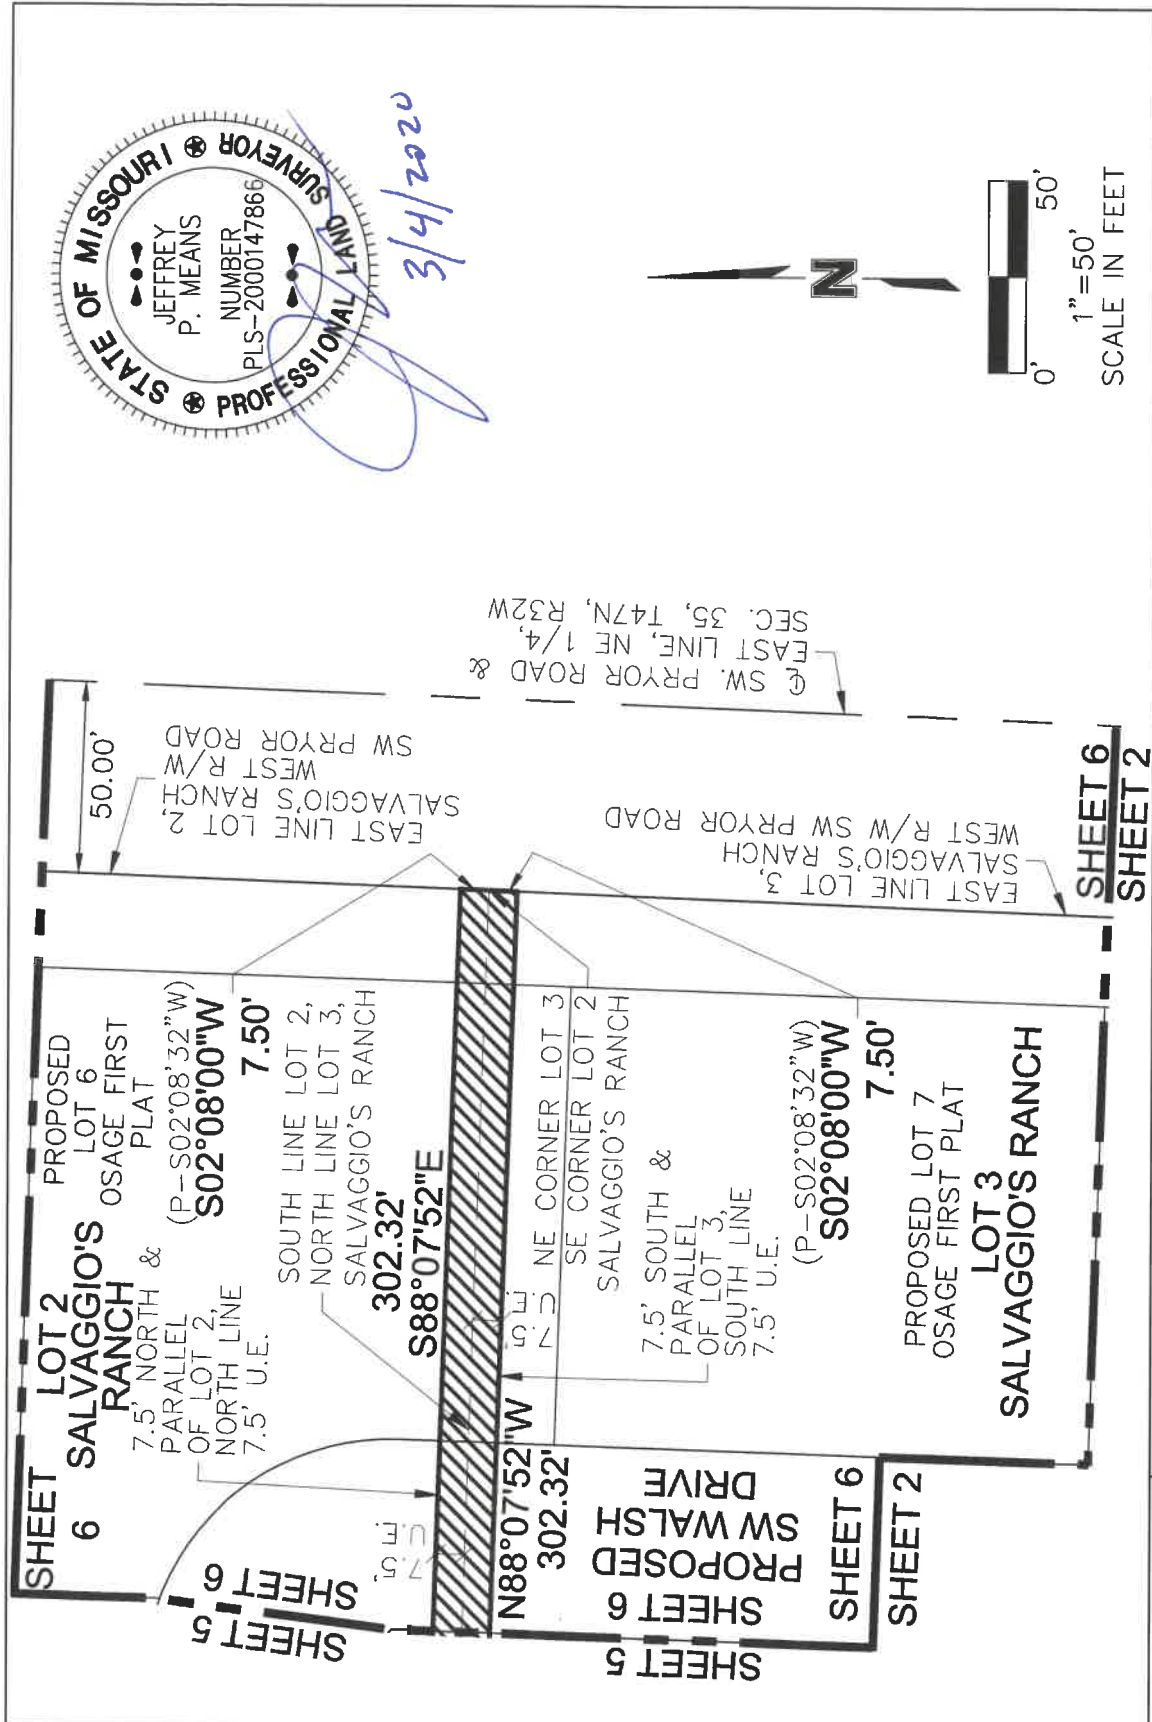 SHEET
6
LOT 2
SALVAGGIO'S
RANCH
7.5' NORTH &
PARALLEL
OF LOT 2,
NORTH LINE
7.5' U.E.
PROPOSED
LOT 6
OSAGE FIRST
PLAT
(P-S02°08'32"W)
S02°08'00"W
7.50'
50.00'
EAST LINE LOT 2,
SALVAGGIO'S RANCH
WEST R/W
SW PRYOR ROAD
STATE OF MISSOURI
PROFESSIONAL LAND SURVEYOR
JEFFREY
P. MEANS
NUMBER
PLS-2000147866
3/4/2020
SHEET 5
SHEET 6
SOUTH LINE LOT 2,
NORTH LINE LOT 3,
SALVAGGIO'S RANCH
302.32'
S88°07'52"E
7.5'
U.E.
7.5' U.E.
N88°07'52"W
302.32'
NE CORNER LOT 3
SE CORNER LOT 2
SALVAGGIO'S RANCH
℄ SW. PRYOR ROAD &
EAST LINE, NE 1/4,
SEC. 35, T47N, R32W
7.5' SOUTH &
PARALLEL
OF LOT 3,
SOUTH LINE
7.5' U.E.
EAST LINE LOT 3,
SALVAGGIO'S RANCH
WEST R/W SW PRYOR ROAD
SHEET 5
SHEET 6
PROPOSED
SW WALSH
DRIVE
(P-S02°08'32"W)
S02°08'00"W
7.50'
PROPOSED LOT 7
OSAGE FIRST PLAT
LOT 3
SALVAGGIO'S RANCH
SHEET 6
SHEET 2
SHEET 6
SHEET 2
N
0'
50'
1"=50'
SCALE IN FEET